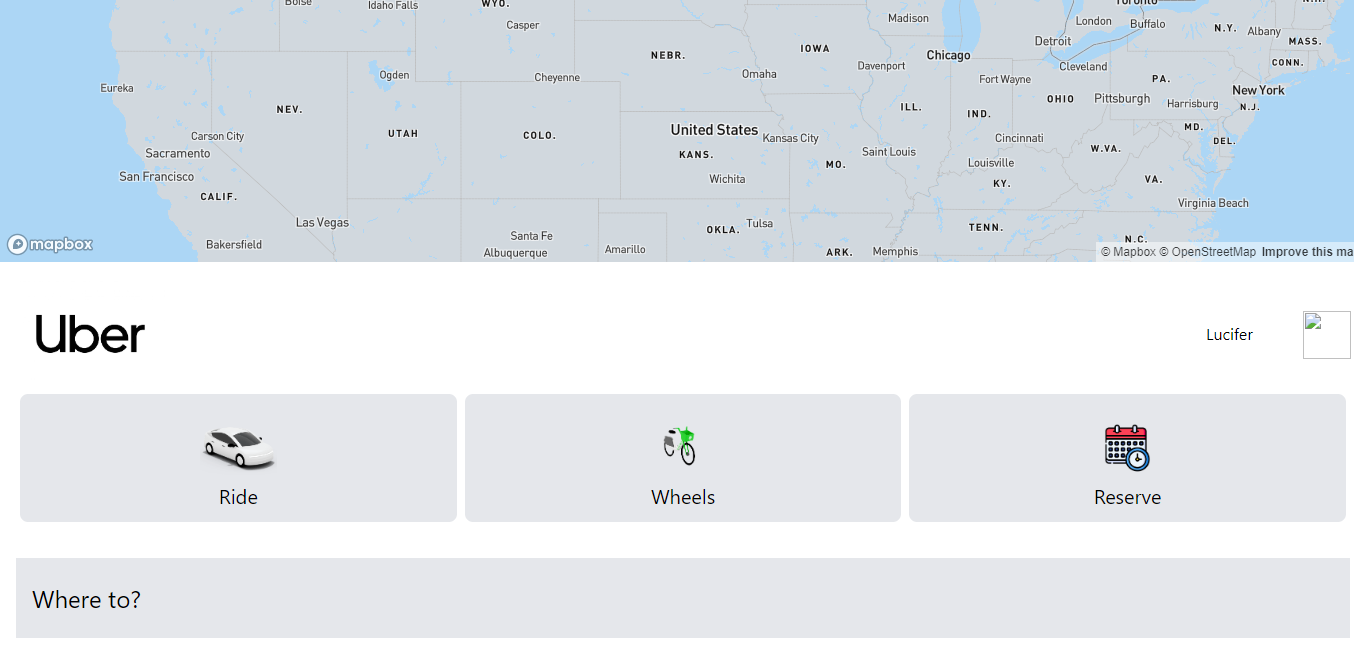 Boise
Idaho Falls
WYO.
Toronto
N.H.
Casper
Madison
London
Buffalo
N.Y.
Albany
MASS.
NEBR.
IOWA
Chicago
Detroit
Ogden
Cheyenne
Omaha
Davenport
Fort Wayne
Cleveland
CONN.
Eureka
PA.
New York
NEV.
ILL.
IND.
OHIO
Pittsburgh
Harrisburg
N.J.
Carson City
UTAH
COLO.
United States
Kansas City
Cincinnati
MD.
DEL.
Sacramento
KANS.
MO.
Saint Louis
Louisville
W.VA.
San Francisco
Wichita
KY.
VA.
CALIF.
Virginia Beach
Las Vegas
Santa Fe
OKLA.
Tulsa
TENN.
Bakersfield
Albuquerque
Amarillo
ARK.
Memphis
N.C.
mapbox
© Mapbox © OpenStreetMap Improve this ma
Uber
Lucifer
Ride
Wheels
Reserve
Where to?